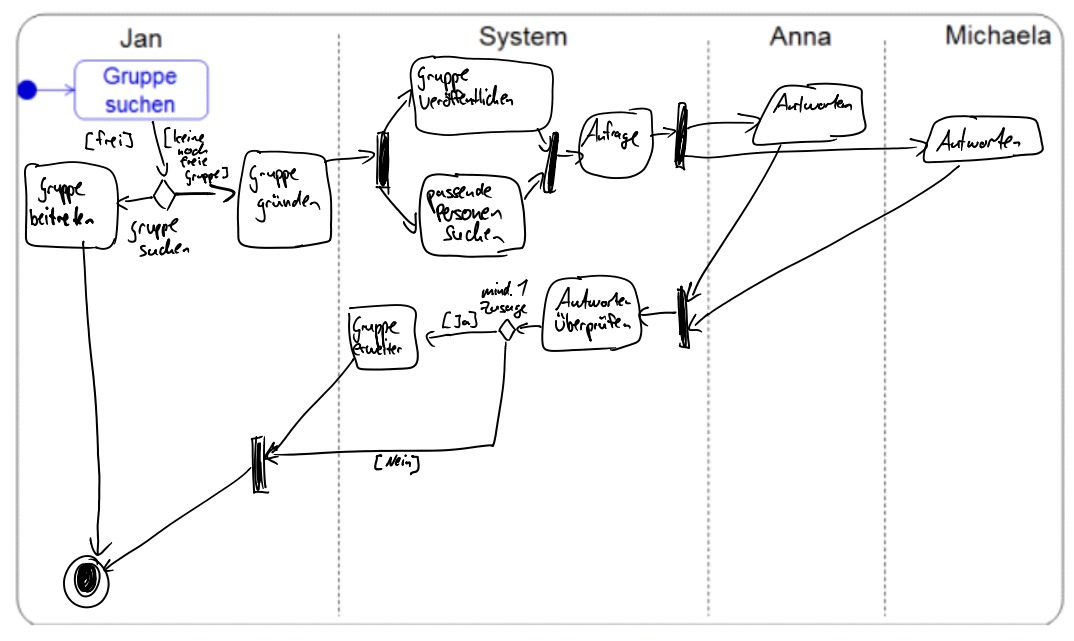 Jan
System
Anna
Michaela
Gruppe
suchen
[frei]
[keine
noch
freie
gruppe]
Gruppe
beitreten
gruppe
suchen
Gruppe
gründen
Gruppe
veröffentlichen
passende
Personen
suchen
Anfrage
Antworten
Antworten
Antworten
überprüfen
mind. 1
Zusage
[Ja]
Gruppe
erweiter
[Nein]